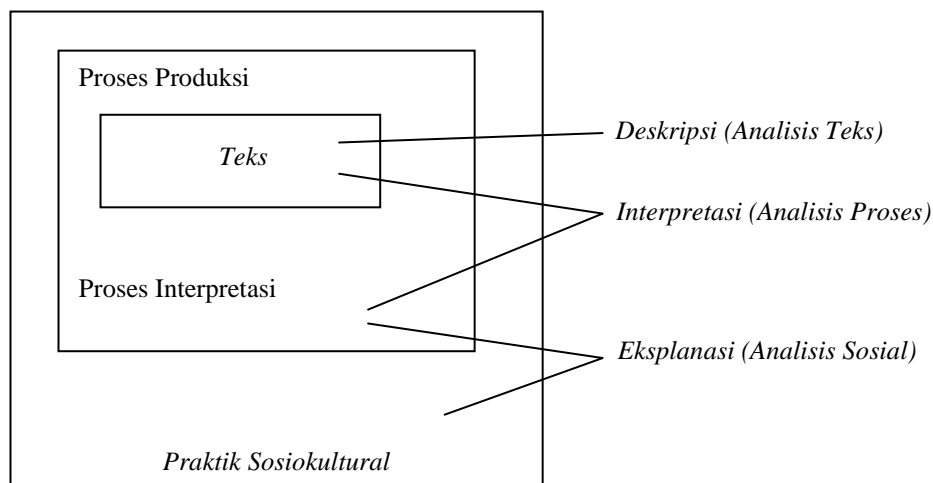 Proses Produksi
Deskripsi (Analisis Teks)
Teks
Interpretasi (Analisis Proses)
Proses Interpretasi
Eksplanasi (Analisis Sosial)
Praktik Sosiokultural